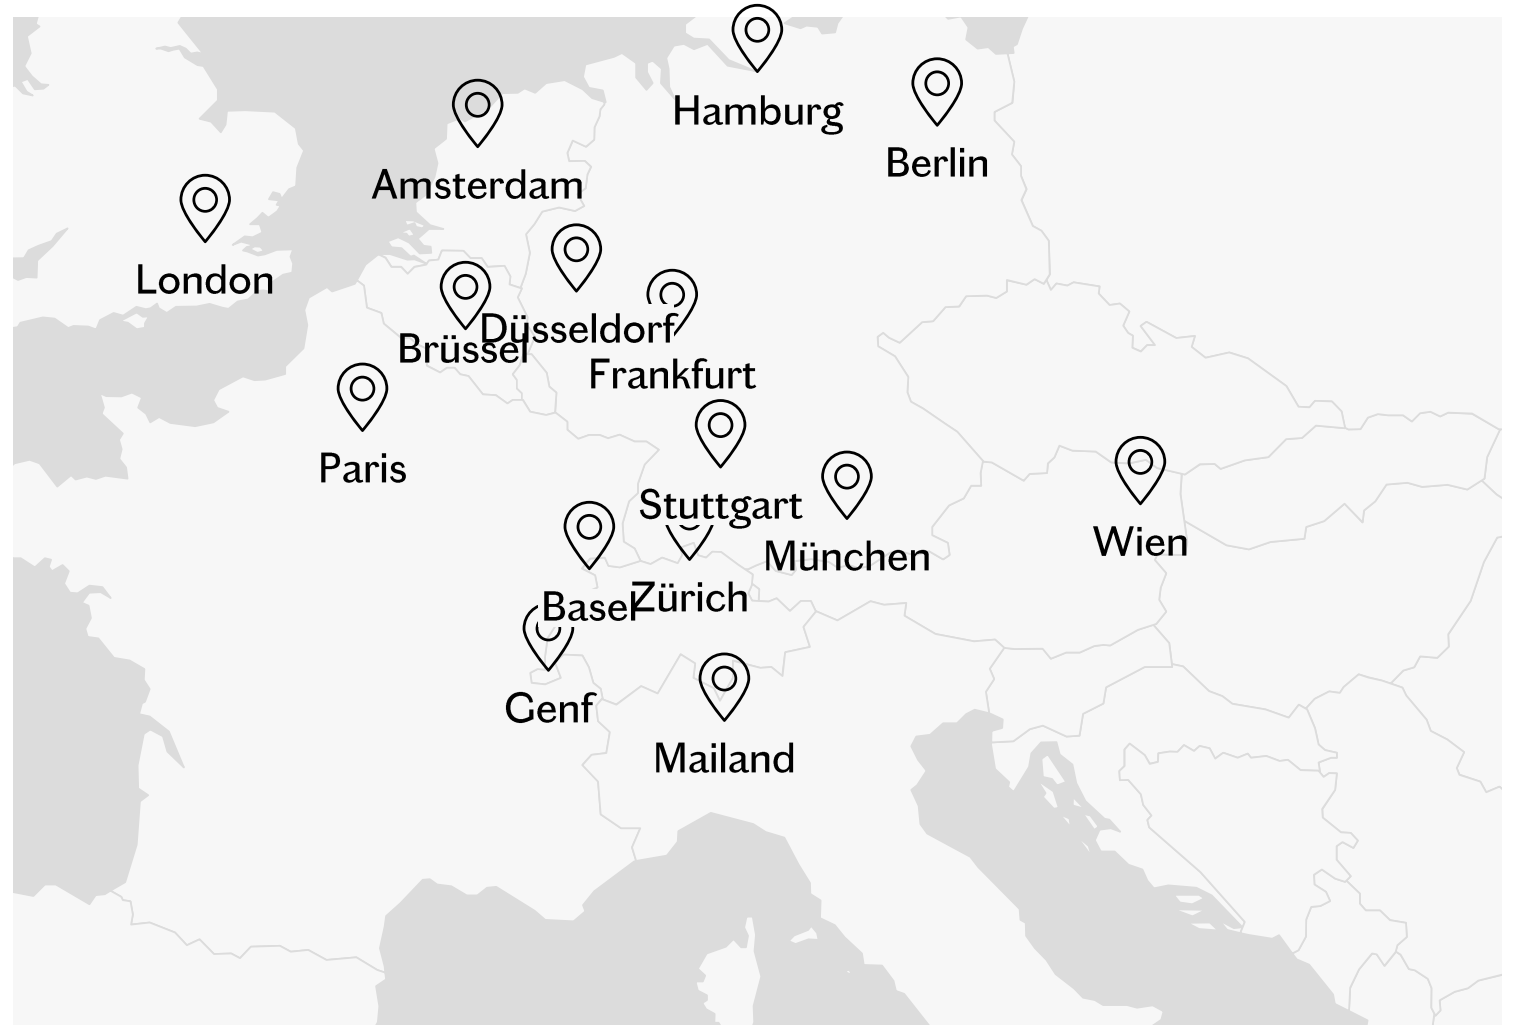 Hamburg
Berlin
Amsterdam
London
Düsseldorf
Brüssel
Frankfurt
Paris
Stuttgart
Wien
München
Zürich
Basel
Genf
Mailand